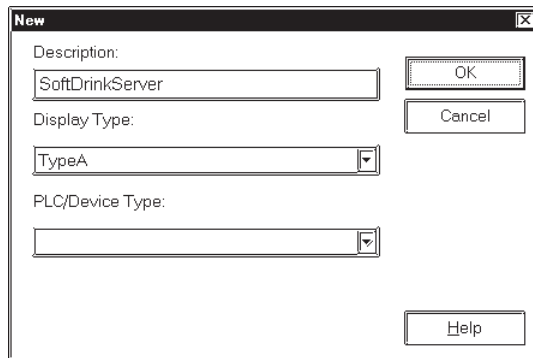 New
Description:
SoftDrinkServer
OK
Cancel
Display Type:
TypeA
PLC/Device Type:
Help